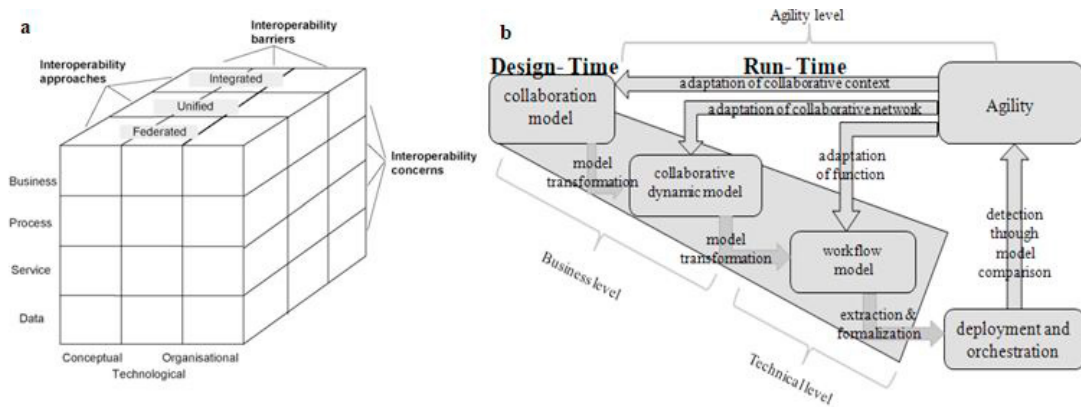 a
Interoperability
barriers
Interoperability
approaches
Integrated
Unified
Federated
Interoperability
concerns
Business
Process
Service
Data
Conceptual
Organisational
Technological
b
Agility level
Design-Time
Run-Time
adaptation of collaborative context
collaboration
model
Agility
adaptation of collaborative network
model
transformation
collaborative
dynamic model
adaptation
of function
detection
through
model
comparison
model
transformation
workflow
model
Business level
extraction &
formalization
deployment and
orchestration
Technical level